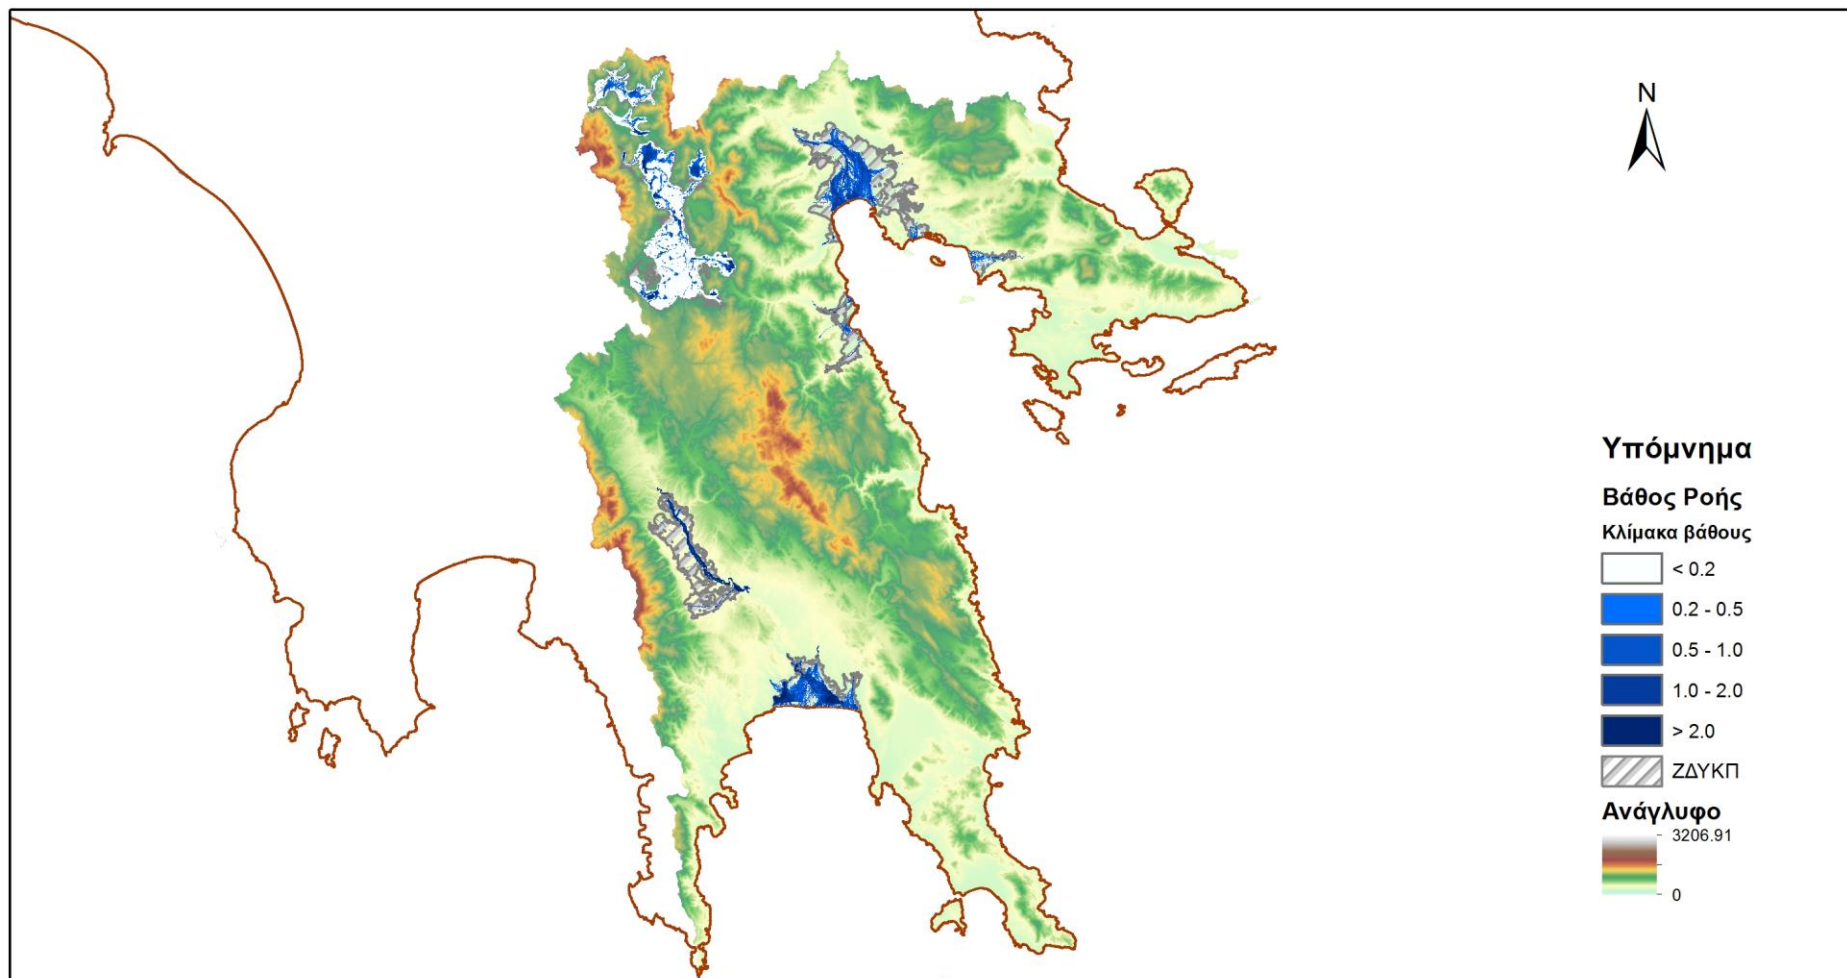 N
Υπόμνημα
Βάθος Ροής
Κλίμακα βάθους
< 0.2
0.2 - 0.5
0.5 - 1.0
1.0 - 2.0
> 2.0
ΖΔΥΚΠ
Ανάγλυφο
3206.91
0